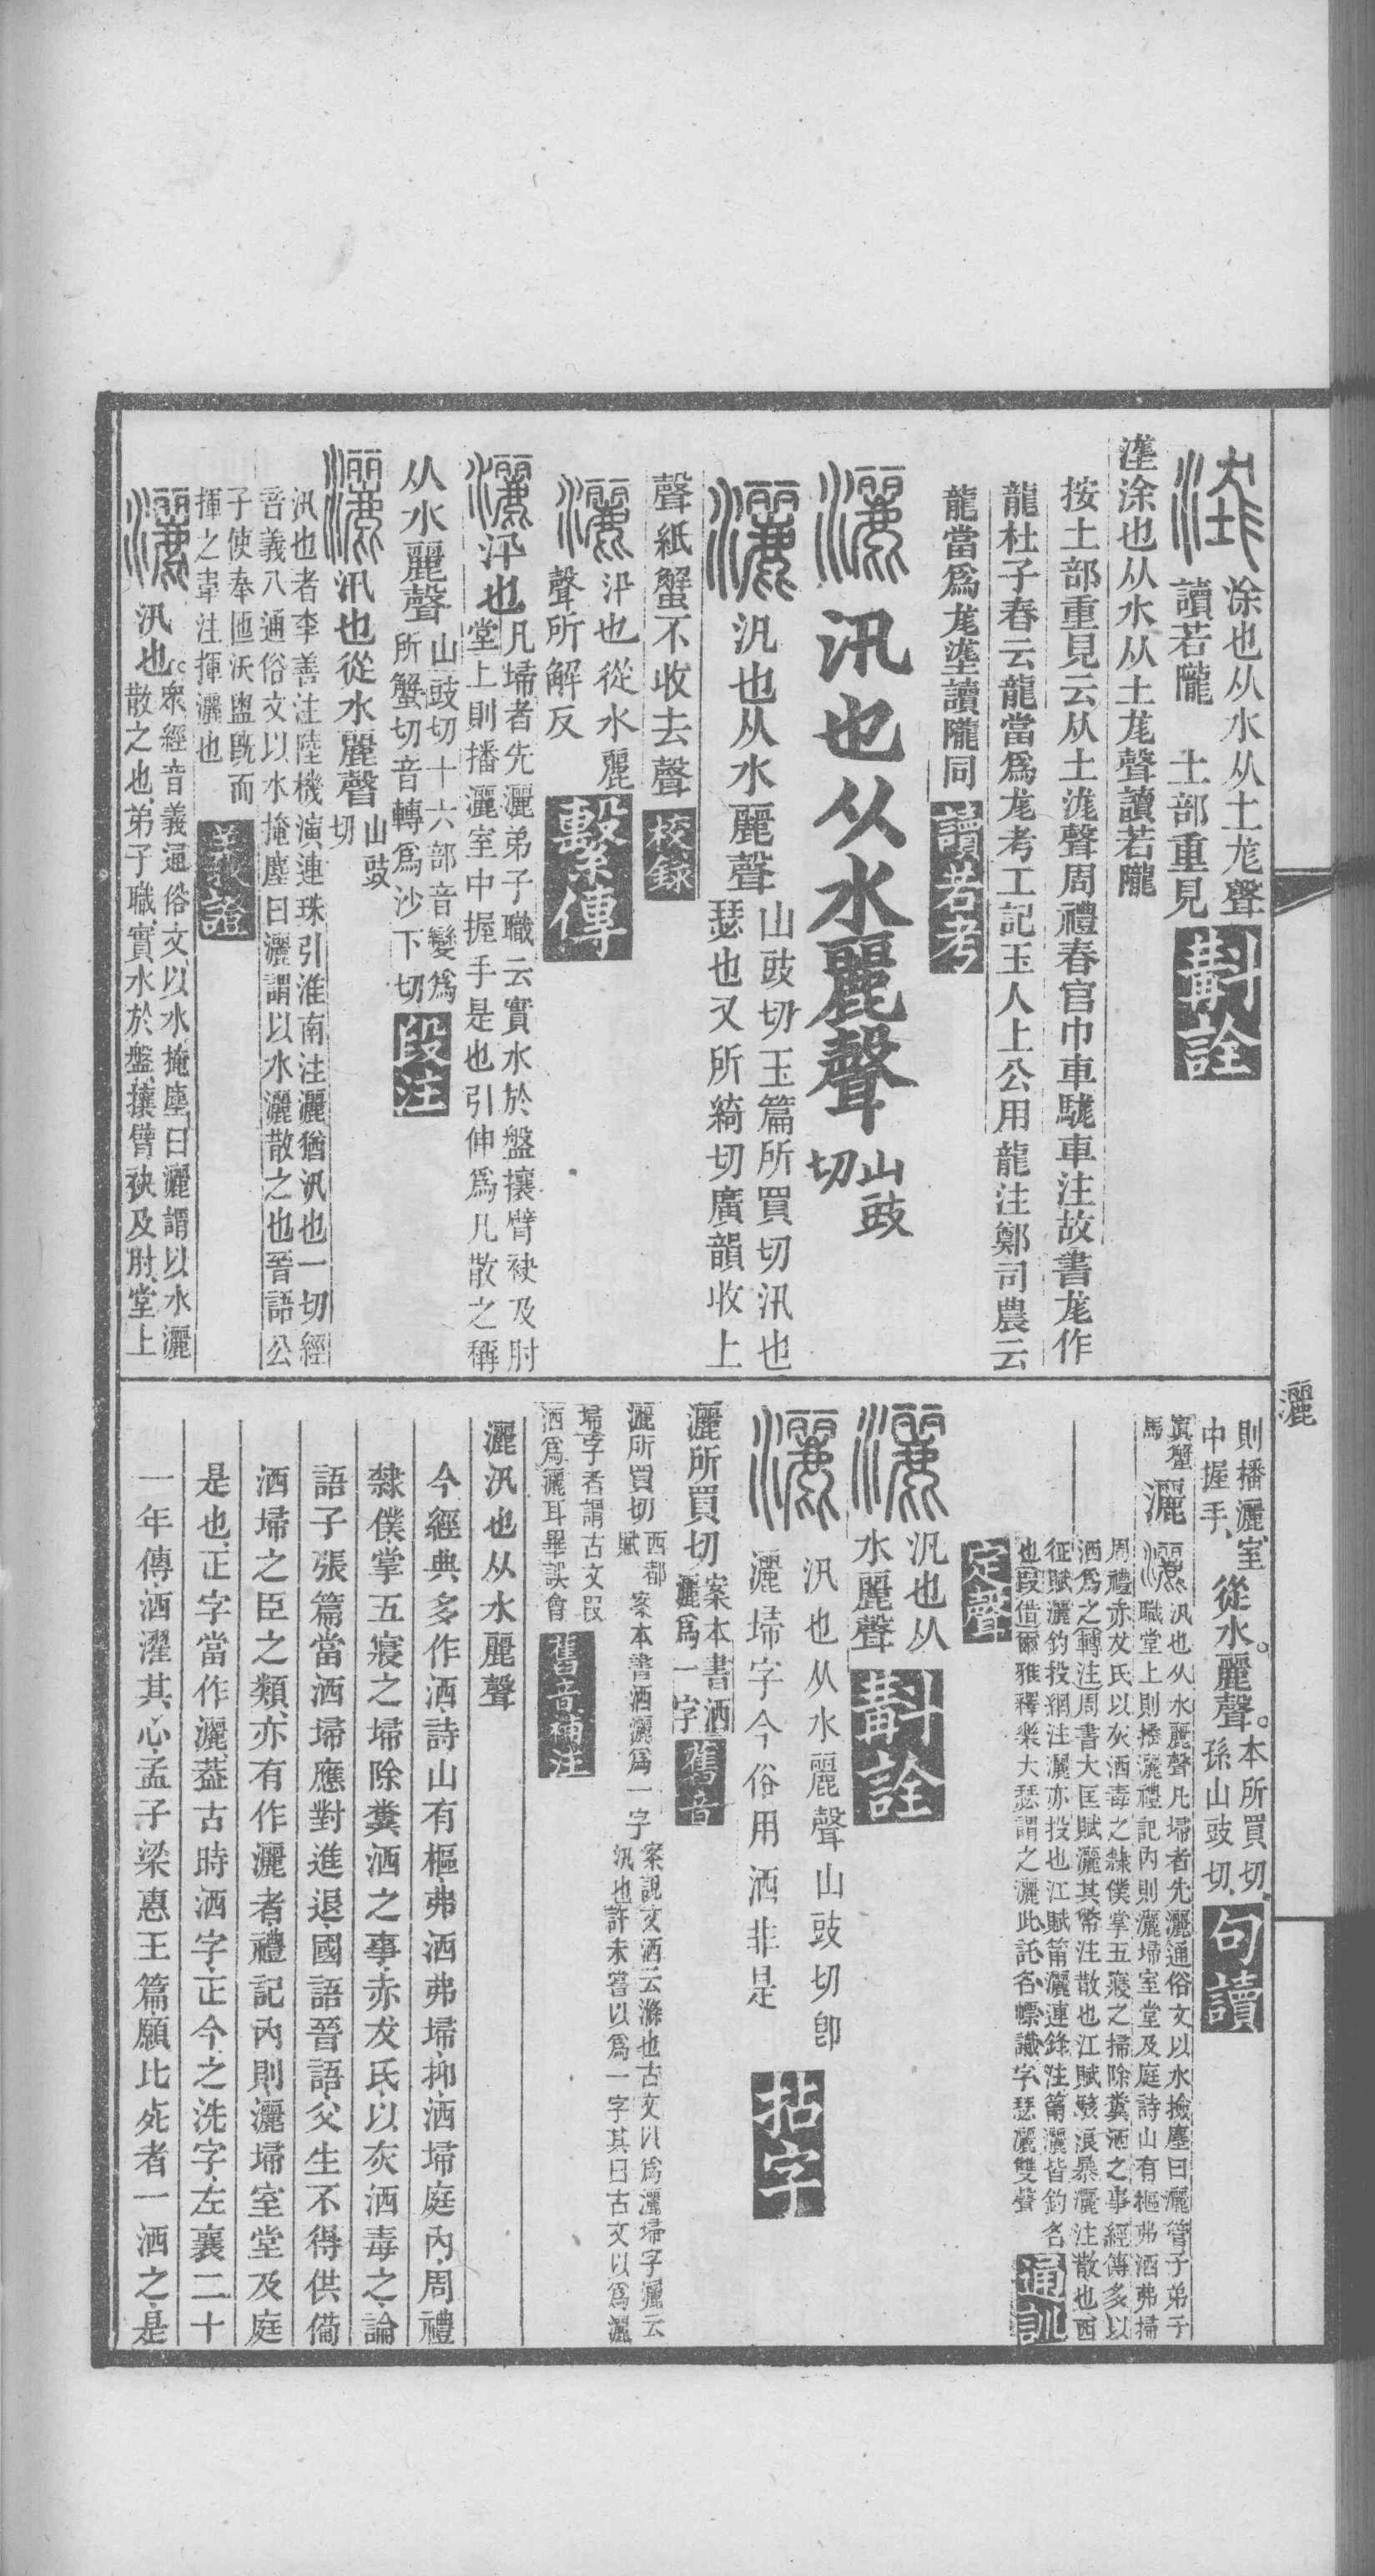 涂也从水从土尨聲
讀若隴　土部重見
斠詮
涂也从水从土尨聲讀若隴
按土部重見云从土浝聲周禮春官巾車駹車注故書尨作
龍杜子春云龍當爲尨考工記玉人上公用龍注鄭司農云
龍當爲尨
讀隴同
讀若考
灑汛也从水麗聲山豉切
灑汎也从水麗聲
山豉切玉篇所買切汛也
瑟也又所綺切廣韻收上
聲紙蟹不收去聲
校錄
灑汛也從水麗
聲所解反
繫傳
灑汛也
凡埽者先灑弟子職云實水於盤攘臂袂及肘
堂上則播灑室中握手是也引伸爲凡散之稱
从水麗聲
山豉切十六部音變爲
所蟹切音轉爲沙下切
段注
灑汛也從水麗聲
山豉切
汛也者李善注陸機演連珠引淮南注灑猶汛也一切經
音義八通俗文以水掩塵曰灑謂以水灑散之也晉語公
子使奉匜沃盥旣而
揮之韋注揮灑也
義證
灑汛也
衆經音義通俗文以水掩塵曰灑謂以水灑
散之也弟子職實水於盤攘臂袂及肘堂上
灑
則播灑室
中握手
從水麗聲
本所買切
孫山豉切
句讀
灑
汛也从水麗聲凡埽者先灑通俗文以水掩塵曰灑管子弟子
職堂上則播灑禮記內則灑埽室堂及庭詩山有樞弗洒弗掃
周禮赤犮氏以灰洒毒之隸僕掌五寢之掃除糞洒之事經傳多以
洒爲之轉注周書大匡賦灑其幣注散也江賦駭浪暴灑注散也西
征賦灑釣投網注灑亦投也江賦筩灑連鋒注筩灑皆釣名
也叚借爾雅釋樂大瑟謂之灑此託名幖識字瑟灑雙聲
定聲
通訓
灑汎也从
水麗聲
斠詮
灑
汛也从水麗聲山豉切卽
灑埽字今俗用洒非是
拈字
灑所買切
案本書洒
灑爲一字
舊音
灑所買切
西都
賦
案本書洒灑爲一字
案說文洒云滌也古文以爲灑埽字灑云
汛也許未嘗以爲一字其曰古文以爲灑
埽字者謂古文叚
洒爲灑耳畢誤會
舊音補注
灑汛也从水麗聲
今經典多作洒詩山有樞弗洒弗埽抑洒埽庭內周禮
隸僕掌五寢之埽除糞洒之事赤犮氏以灰洒毒之論
語子張篇當洒埽應對進退國語晉語父生不得供備
洒埽之臣之類亦有作灑者禮記內則灑埽室堂及庭
是也正字當作灑葢古時洒字正今之洗字左襄二十
一年傳洒濯其心孟子梁惠王篇願比死者一洒之是